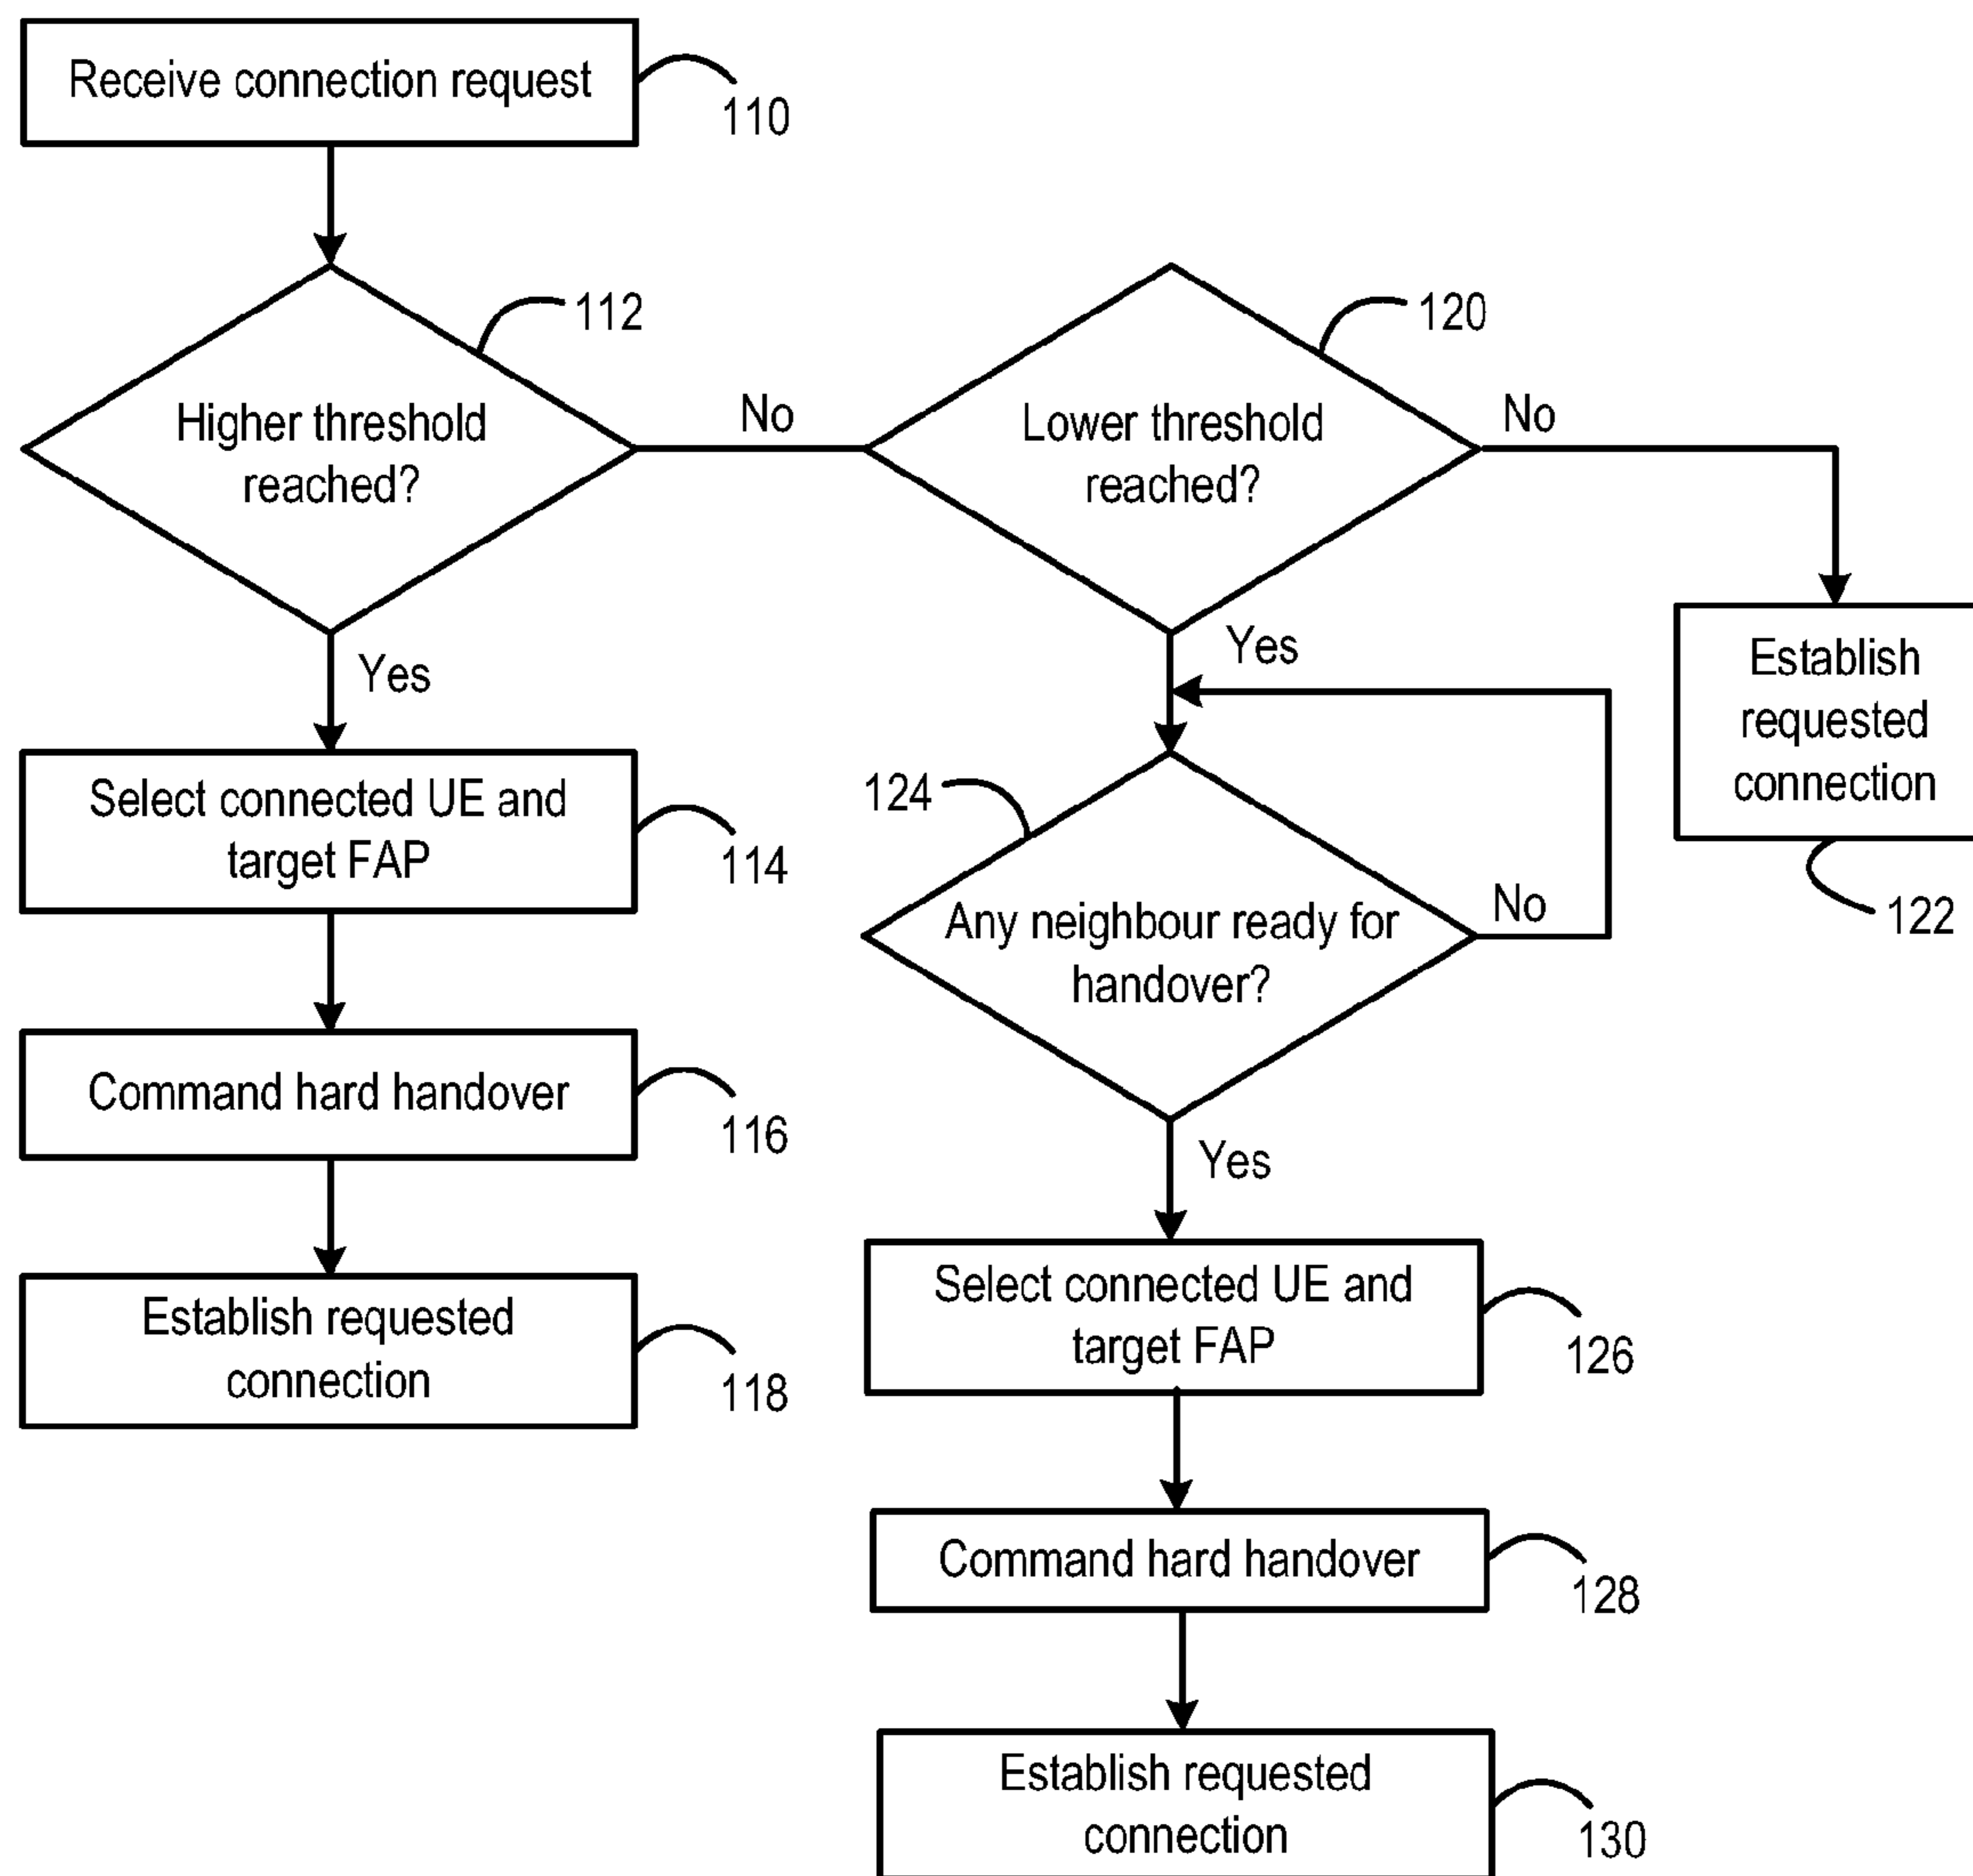 Receive connection request
110
Higher threshold
reached?
112
No
Yes
Select connected UE and
target FAP
114
Command hard handover
116
Establish requested
connection
118
Lower threshold
reached?
120
No
Establish
requested
connection
122
Yes
124
Any neighbour ready for
handover?
No
Yes
Select connected UE and
target FAP
126
Command hard handover
128
Establish requested
connection
130